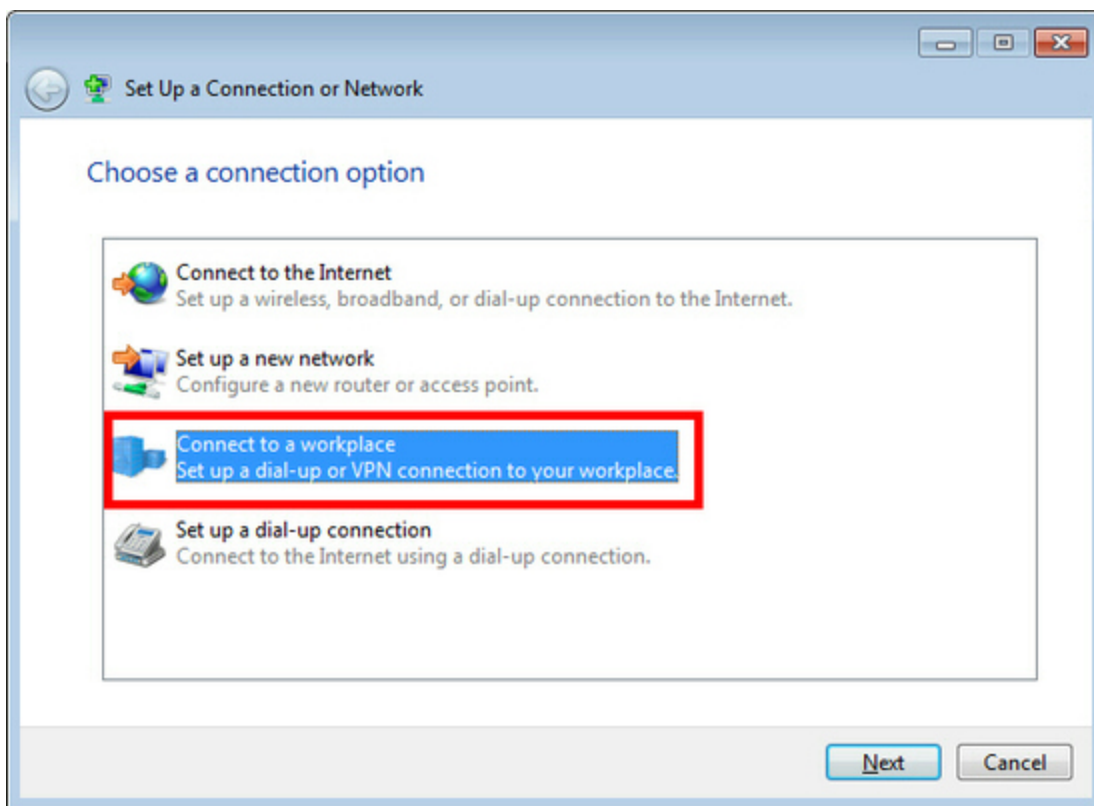 Set Up a Connection or Network
Choose a connection option
Connect to the Internet
Set up a wireless, broadband, or dial-up connection to the Internet.
Set up a new network
Configure a new router or access point.
Connect to a workplace
Set up a dial-up or VPN connection to your workplace.
Set up a dial-up connection
Connect to the Internet using a dial-up connection.
Next
Cancel